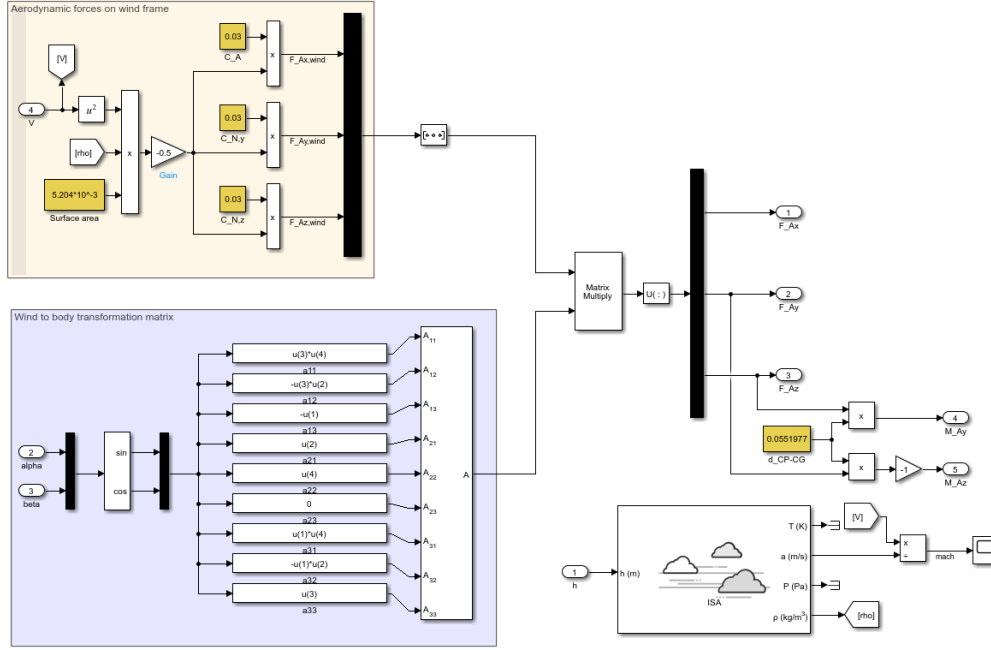 Aerodynamic forces on wind frame
[V]
4
V
u²
[rho]
5.204*10^-3
Surface area
x
-0.5
Gain
0.03
C_A
x
F_Ax,wind
0.03
C_N,y
x
F_Ay,wind
0.03
C_N,z
x
F_Az,wind
Matrix
Multiply
U( : )
1
F_Ax
2
F_Ay
3
F_Az
0.0551977
d_CP-CG
x
4
M_Ay
x
-1
5
M_Az
Wind to body transformation matrix
2
alpha
3
beta
sin
cos
u(3)*u(4)
a11
-u(3)*u(2)
a12
-u(1)
a13
u(2)
a21
u(4)
a22
0
a23
u(1)*u(4)
a31
-u(1)*u(2)
a32
u(3)
a33
A11
A12
A13
A21
A22
A23
A31
A32
A33
A
1
h
h (m)
ISA
T (K)
a (m/s)
P (Pa)
ρ (kg/m³)
[V]
x
÷
mach
[rho]